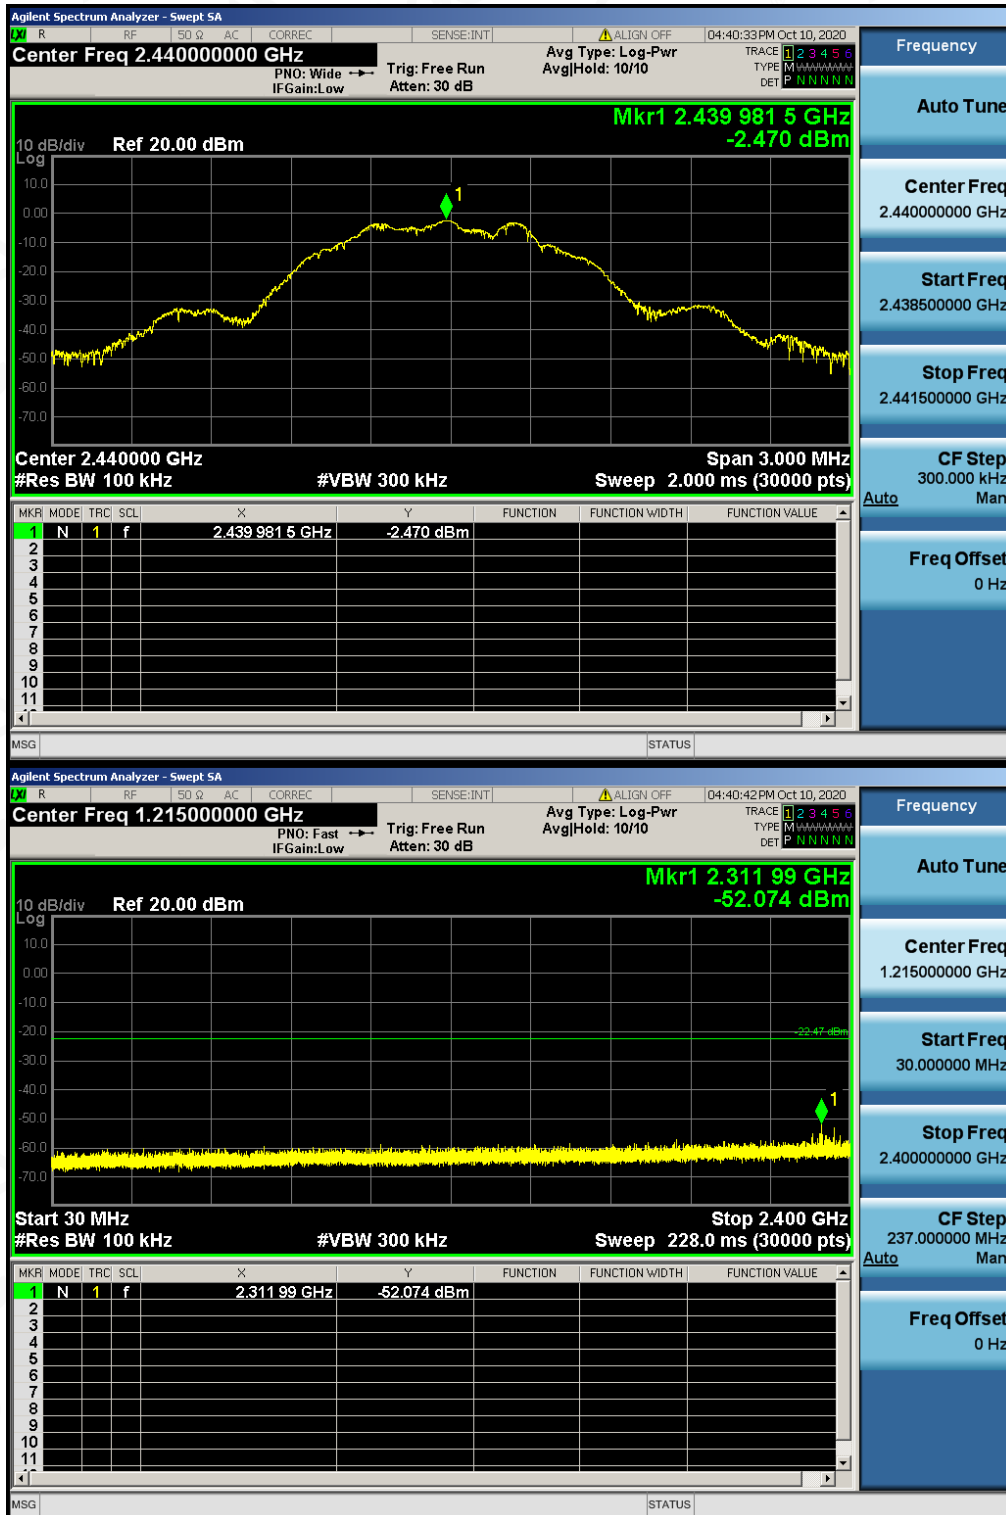 Agilent Spectrum Analyzer - Swept SA
LXI R RF 50 Ω AC CORREC SENSE:INT ALIGN OFF 04:40:33 PM Oct 10, 2020
Center Freq 2.440000000 GHz
PNO: Wide
IFGain:Low
Trig: Free Run
Atten: 30 dB
Avg Type: Log-Pwr
Avg|Hold: 10/10
TRACE 1 2 3 4 5 6
TYPE M WWWWW
DET P N N N N N
Mkr1 2.439 981 5 GHz
-2.470 dBm
10 dB/div Ref 20.00 dBm
Log
10.0
0.00
-10.0
-20.0
-30.0
-40.0
-50.0
-60.0
-70.0
1
Center 2.440000 GHz Span 3.000 MHz
#Res BW 100 kHz #VBW 300 kHz Sweep 2.000 ms (30000 pts)
MKR MODE TRC SCL X Y FUNCTION FUNCTION WIDTH FUNCTION VALUE
1 N 1 f 2.439 981 5 GHz -2.470 dBm
2
3
4
5
6
7
8
9
10
11
MSG STATUS
Frequency
Auto Tune
Center Freq
2.440000000 GHz
Start Freq
2.438500000 GHz
Stop Freq
2.441500000 GHz
CF Step
300.000 kHz
Auto Man
Freq Offset
0 Hz
Agilent Spectrum Analyzer - Swept SA
LXI R RF 50 Ω AC CORREC SENSE:INT ALIGN OFF 04:40:42 PM Oct 10, 2020
Center Freq 1.215000000 GHz
PNO: Fast
IFGain:Low
Trig: Free Run
Atten: 30 dB
Avg Type: Log-Pwr
Avg|Hold: 10/10
TRACE 1 2 3 4 5 6
TYPE M WWWWW
DET P N N N N N
Mkr1 2.311 99 GHz
-52.074 dBm
10 dB/div Ref 20.00 dBm
Log
10.0
0.00
-10.0
-20.0
-30.0
-40.0
-50.0
-60.0
-70.0
-22.47 dBm
1
Start 30 MHz Stop 2.400 GHz
#Res BW 100 kHz #VBW 300 kHz Sweep 228.0 ms (30000 pts)
MKR MODE TRC SCL X Y FUNCTION FUNCTION WIDTH FUNCTION VALUE
1 N 1 f 2.311 99 GHz -52.074 dBm
2
3
4
5
6
7
8
9
10
11
MSG STATUS
Frequency
Auto Tune
Center Freq
1.215000000 GHz
Start Freq
30.000000 MHz
Stop Freq
2.400000000 GHz
CF Step
237.000000 MHz
Auto Man
Freq Offset
0 Hz